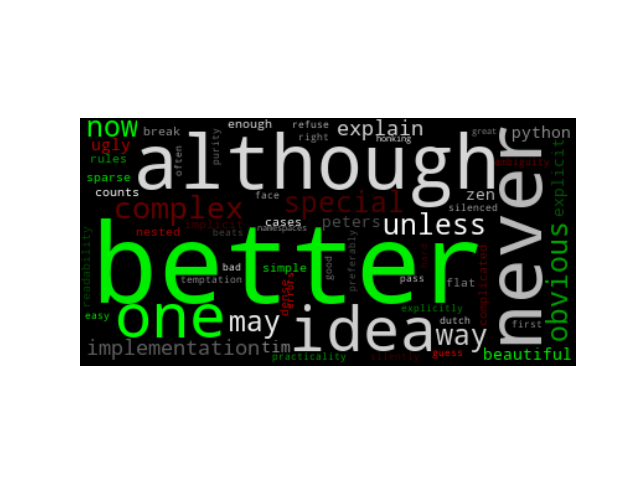 now
break
enough
refuse
right
explain
honking
great
python
ugly
rules
often
purity
although
ambiguity
sparse
counts
face
zen
silenced
never
explicit
complex
special
implicit
cases
namespaces
peters
unless
nested
beats
better
readability
bad
temptation
simple
dense
errors
good
preferably
pass
hard
flat
complicated
obvious
explicitly
easy
one
may
idea
way
dutch
first
implementation
tim
practicality
silently
guess
beautiful